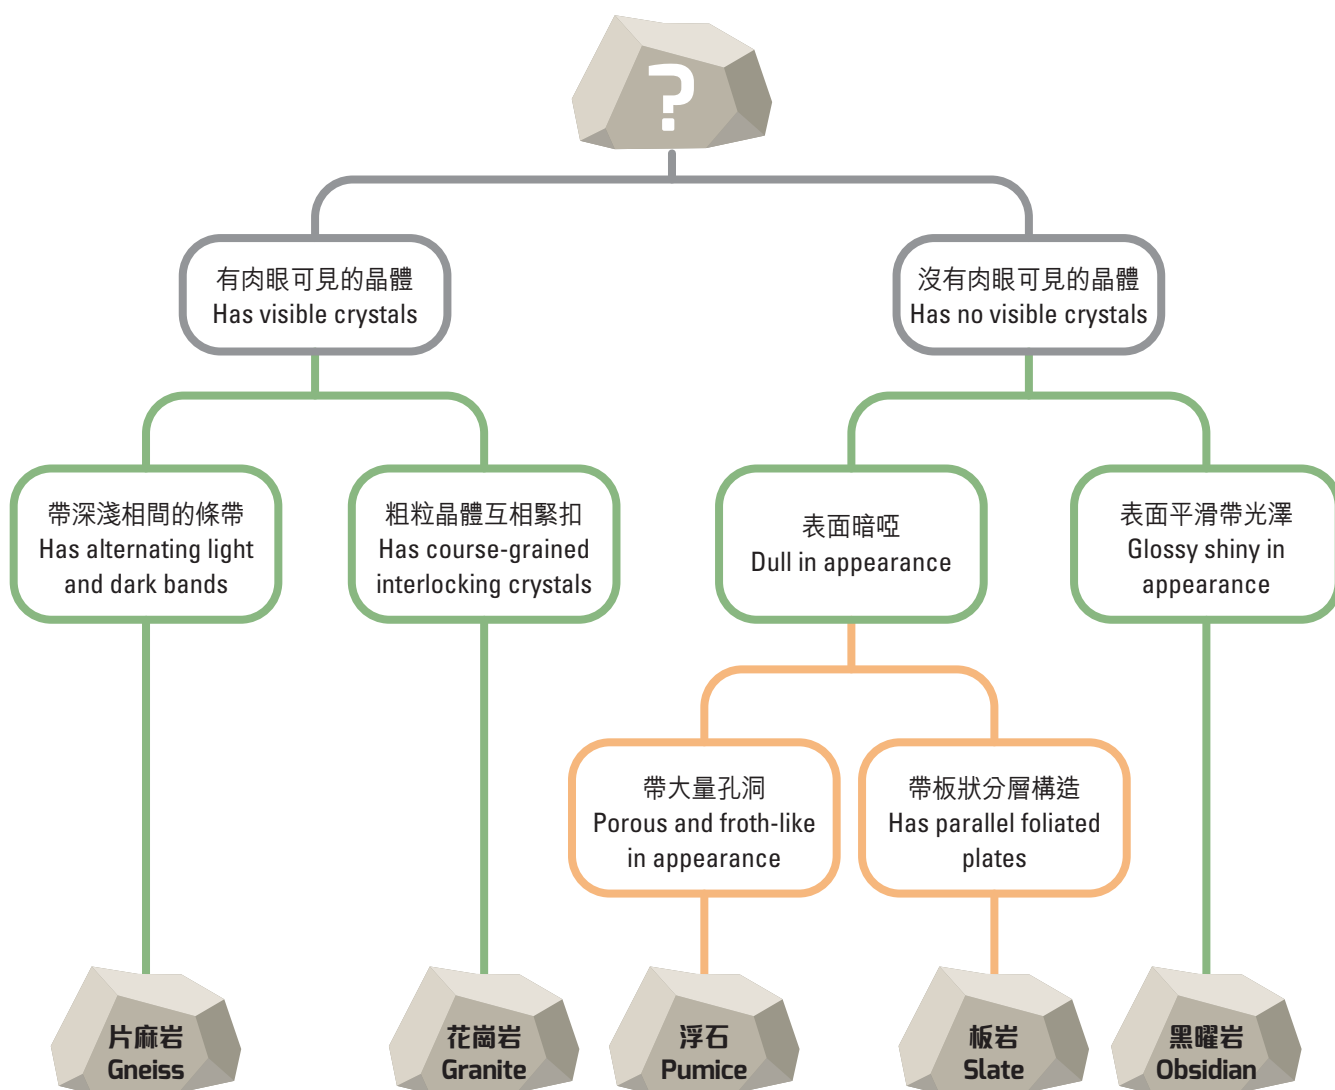 ?
有肉眼可見的晶體
Has visible crystals
沒有肉眼可見的晶體
Has no visible crystals
帶深淺相間的條帶
Has alternating light
and dark bands
粗粒晶體互相緊扣
Has course-grained
interlocking crystals
表面暗啞
Dull in appearance
表面平滑帶光澤
Glossy shiny in
appearance
帶大量孔洞
Porous and froth-like
in appearance
帶板狀分層構造
Has parallel foliated
plates
片麻岩
Gneiss
花崗岩
Granite
浮石
Pumice
板岩
Slate
黑曜岩
Obsidian